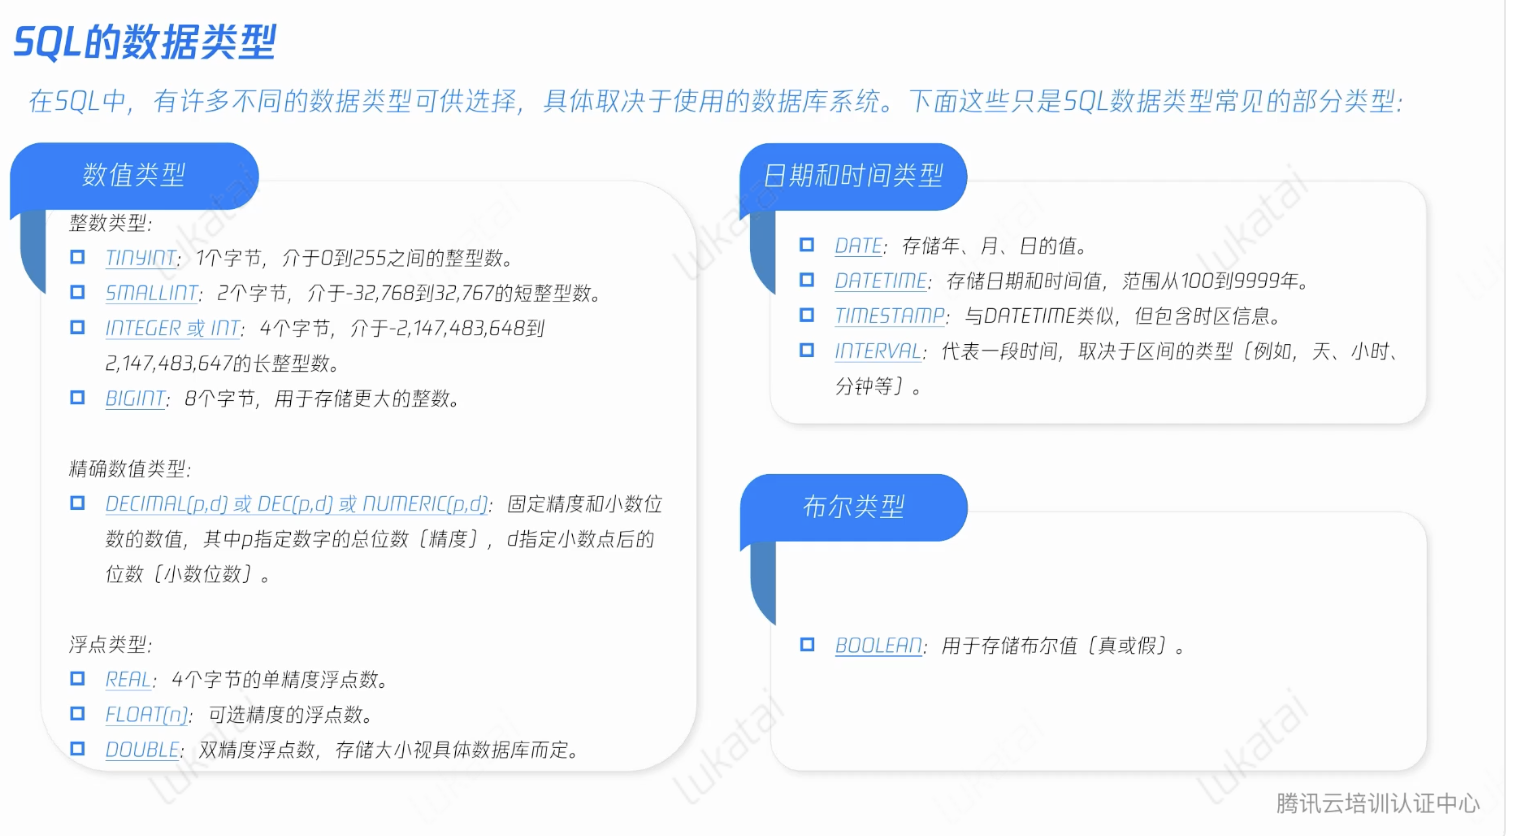 SQL的数据类型
在SQL中，有许多不同的数据类型可供选择，具体取决于使用的数据库系统。下面这些只是SQL数据类型常见的部分类型：
数值类型
整数类型：
TINYINT：1个字节，介于0到255之间的整型数。
SMALLINT：2个字节，介于-32,768到32,767的短整型数。
INTEGER 或 INT：4个字节，介于-2,147,483,648到
2,147,483,647的长整型数。
BIGINT：8个字节，用于存储更大的整数。
精确数值类型：
DECIMAL(p,d) 或 DEC(p,d) 或 NUMERIC(p,d)：固定精度和小数位
数的数值，其中p指定数字的总位数（精度），d指定小数点后的
位数（小数位数）。
浮点类型：
REAL：4个字节的单精度浮点数。
FLOAT(n)：可选精度的浮点数。
DOUBLE：双精度浮点数，存储大小视具体数据库而定。
日期和时间类型
DATE：存储年、月、日的值。
DATETIME：存储日期和时间值，范围从100到9999年。
TIMESTAMP：与DATETIME类似，但包含时区信息。
INTERVAL：代表一段时间，取决于区间的类型（例如，天、小时、
分钟等）。
布尔类型
BOOLEAN：用于存储布尔值（真或假）。
腾讯云培训认证中心
lukatai
lukatai
lukatai
lukatai
lukatai
lukatai